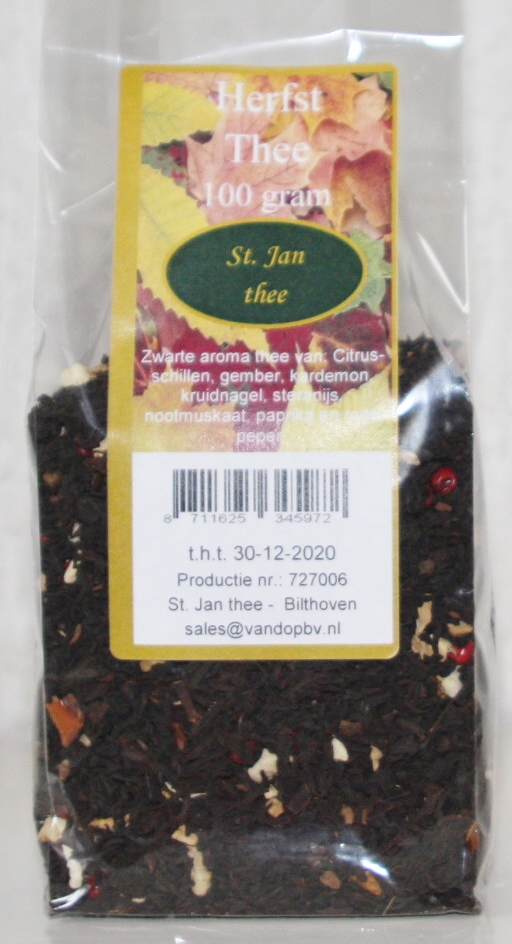 Herfst
Thee
100 gram
St. Jan
thee
Zwarte aroma thee van: Citrus-
schillen, gember, kardemon,
kruidnagel, steranijs,
nootmuskaat, paprika en
peper
8 711625 345972
t.h.t. 30-12-2020
Productie nr.: 727006
St. Jan thee - Bilthoven
sales@vandopbv.nl